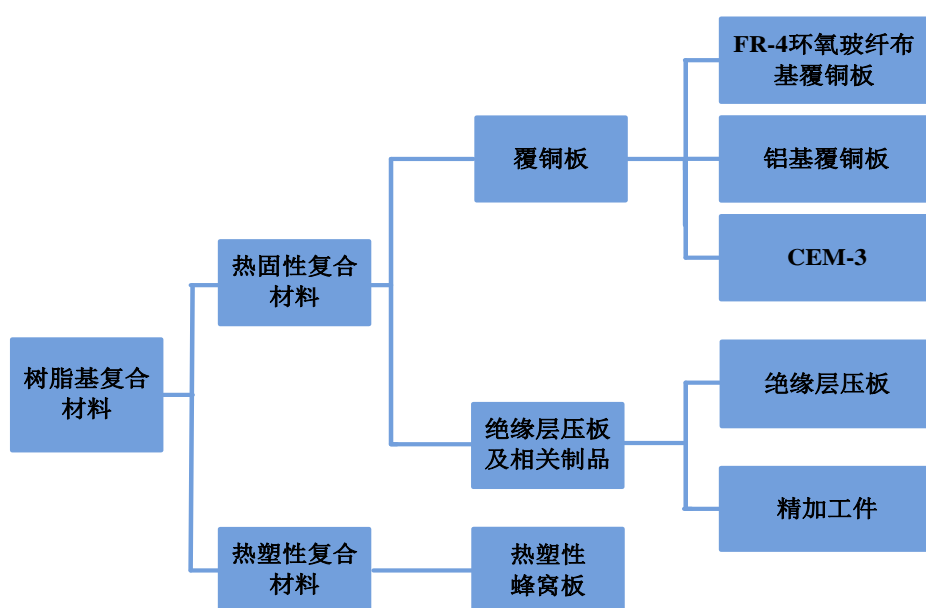 树脂基复合
材料
热固性复合
材料
热塑性复合
材料
覆铜板
绝缘层压板
及相关制品
热塑性
蜂窝板
FR-4环氧玻纤布
基覆铜板
铝基覆铜板
CEM-3
绝缘层压板
精加工件